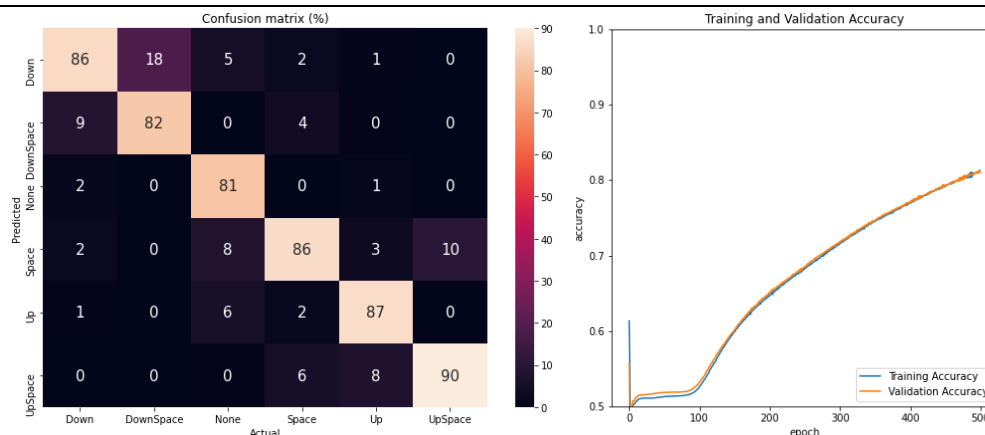 Confusion matrix (%)
Predicted
Down
86 18 5 2 1 0
DownSpace
9 82 0 4 0 0
None
2 0 81 0 1 0
Space
2 0 8 86 3 10
Up
1 0 6 2 87 0
UpSpace
0 0 0 6 8 90
Down DownSpace None Space Up UpSpace
Actual
90
80
70
60
50
40
30
20
10
0
Training and Validation Accuracy
accuracy
1.0
0.9
0.8
0.7
0.6
0.5
Training Accuracy
Validation Accuracy
0 100 200 300 400 500
epoch